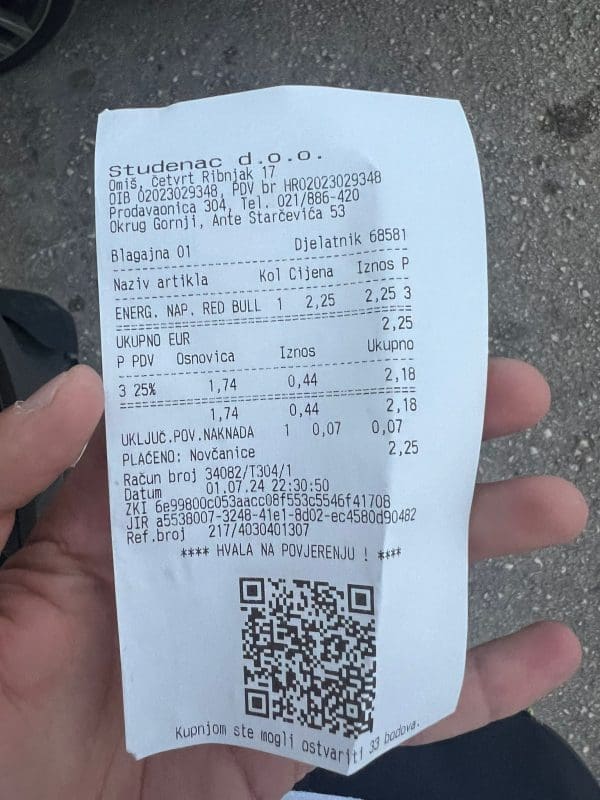 Studenac d.o.o.
Omiš, Četvrt Ribnjak 17
OIB 02023029348, PDV br HR02023029348
Prodavaonica 304, Tel. 021/886-420
Okrug Gornji, Ante Starčevića 53
Blagajna 01 Djelatnik 68581
Naziv artikla Kol Cijena Iznos P
ENERG. NAP. RED BULL 1 2,25 2,25 3
UKUPNO EUR 2,25
P PDV Osnovica Iznos Ukupno
3 25% 1,74 0,44 2,18
1,74 0,44 2,18
UKLJUČ.POV.NAKNADA 1 0,07 0,07
PLAĆENO: Novčanice 2,25
Račun broj 34082/T304/1
Datum 01.07.24 22:30:50
ZKI 6e99800c053aacc08f553c5546f41708
JIR a5538007-3248-41e1-8d02-ec4580d90482
Ref.broj 217/4030401307
**** HVALA NA POVJERENJU ! ****
Kupnjom ste mogli ostvariti 33 bodova.